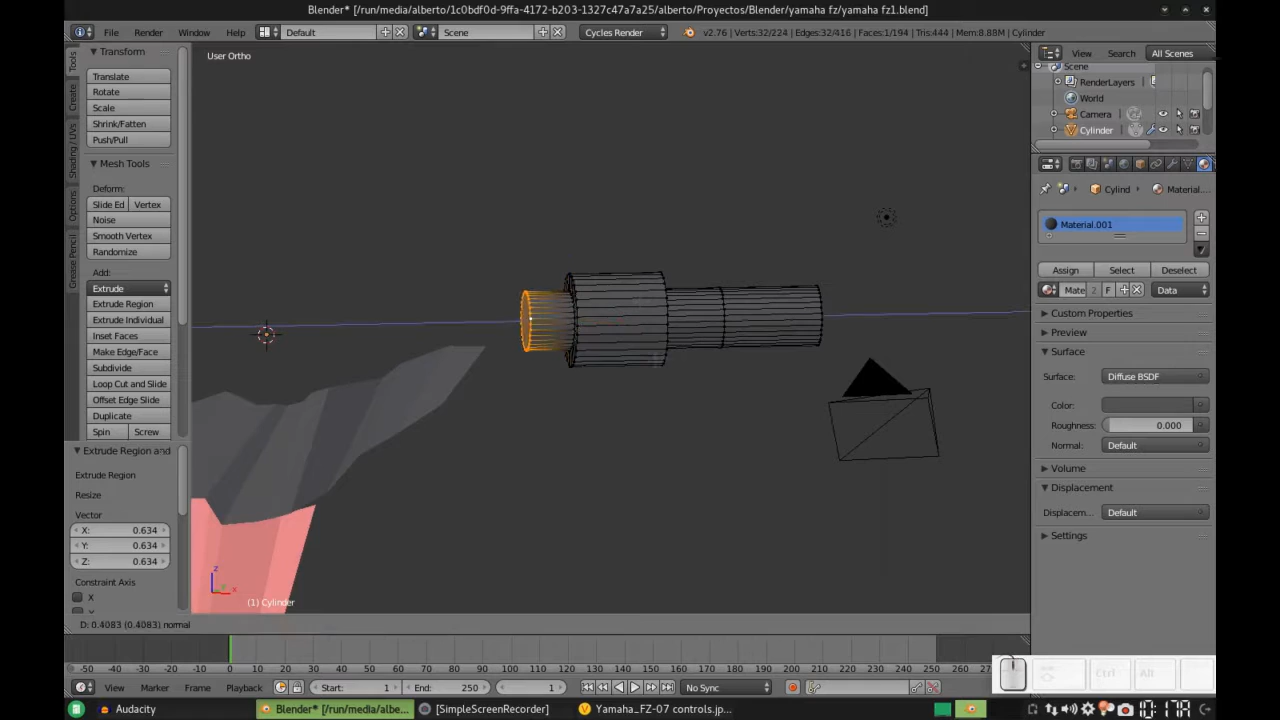 Blender* [/run/media/alberto/1c0bdf0d-9ffa-4172-b203-1327c47a7a25/alberto/Proyectos/Blender/yamaha fz/yamaha fz1.blend]
File Render Window Help Default Scene Cycles Render v2.76 | Verts:32/224 | Edges:32/416 | Faces:1/194 | Tris:444 | Mem:8.88M | Cylinder
Tools
Create
Shading / UVs
Options
Grease Pencil
Transform
Translate
Rotate
Scale
Shrink/Fatten
Push/Pull
Mesh Tools
Deform:
Slide Ed Vertex
Noise
Smooth Vertex
Randomize
Add:
Extrude
Extrude Region
Extrude Individual
Inset Faces
Make Edge/Face
Subdivide
Loop Cut and Slide
Offset Edge Slide
Duplicate
Spin Screw
Extrude Region and
Extrude Region
Resize
Vector
X: 0.634
Y: 0.634
Z: 0.634
Constraint Axis
X
User Ortho
z
x
(1) Cylinder
View Search All Scenes
Scene
RenderLayers
World
Camera
Cylinder
Cylind Material....
Material.001
Assign Select Deselect
Mate 2 F Data
Custom Properties
Preview
Surface
Surface: Diffuse BSDF
Color:
Roughness: 0.000
Normal: Default
Volume
Displacement
Displacem... Default
Settings
D: 0.4083 (0.4083) normal
-50 -40 -30 -20 -10 0 10 20 30 40 50 60 70 80 90 100 110 120 130 140 150 160 170 180 190 200 210 220 230 240 250 260
View Marker Frame Playback Start: 1 End: 250 1 No Sync
Ctrl Alt
Audacity Blender* [/run/media/albe... [SimpleScreenRecorder] Yamaha_FZ-07 controls.jp...